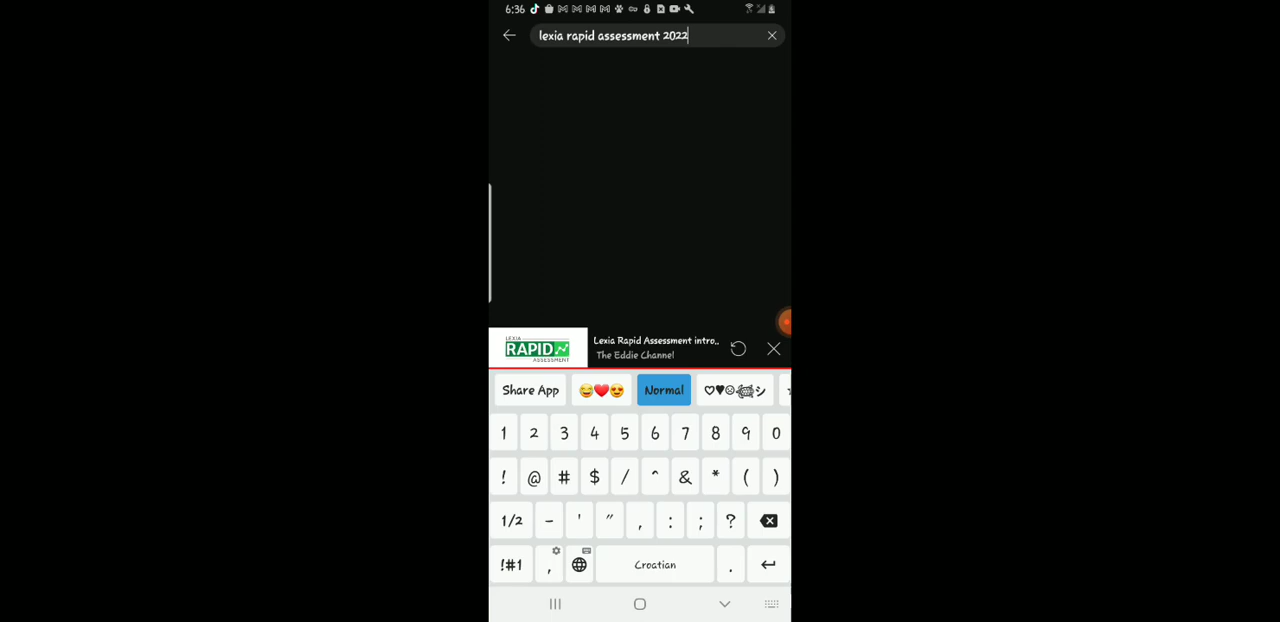 6:36
lexia rapid assessment 2022
LEXIA
RAPID
ASSESSMENT
Lexia Rapid Assessment intro..
The Eddie Channel
Share App
Normal
1 2 3 4 5 6 7 8 9 0
! @ # $ / ^ & * ( )
1/2 - ' " , : ; ?
!#1 , Croatian .